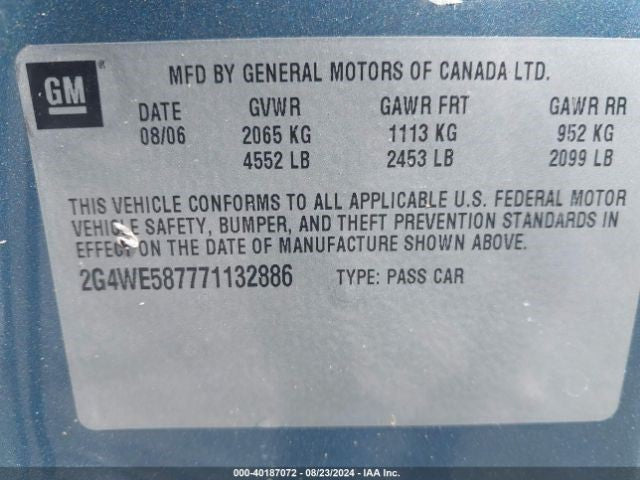 GM®
MFD BY GENERAL MOTORS OF CANADA LTD.
DATE GVWR GAWR FRT GAWR RR
08/06 2065 KG 1113 KG 952 KG
4552 LB 2453 LB 2099 LB
THIS VEHICLE CONFORMS TO ALL APPLICABLE U.S. FEDERAL MOTOR
VEHICLE SAFETY, BUMPER, AND THEFT PREVENTION STANDARDS IN
EFFECT ON THE DATE OF MANUFACTURE SHOWN ABOVE.
2G4WE587771132886 TYPE: PASS CAR
000-40187072 - 08/23/2024 - IAA Inc.